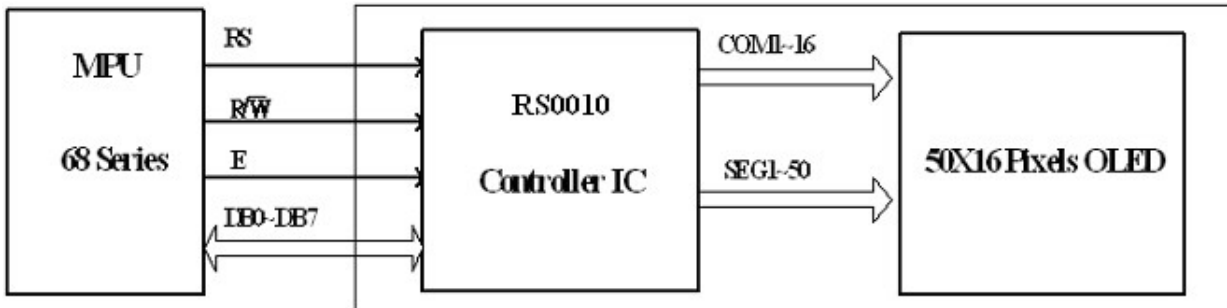 MPU
68 Series
RS
R/W̅
E
DB0~DB7
RS0010
Controller IC
COM1~16
SEG1~50
50X16 Pixels OLED